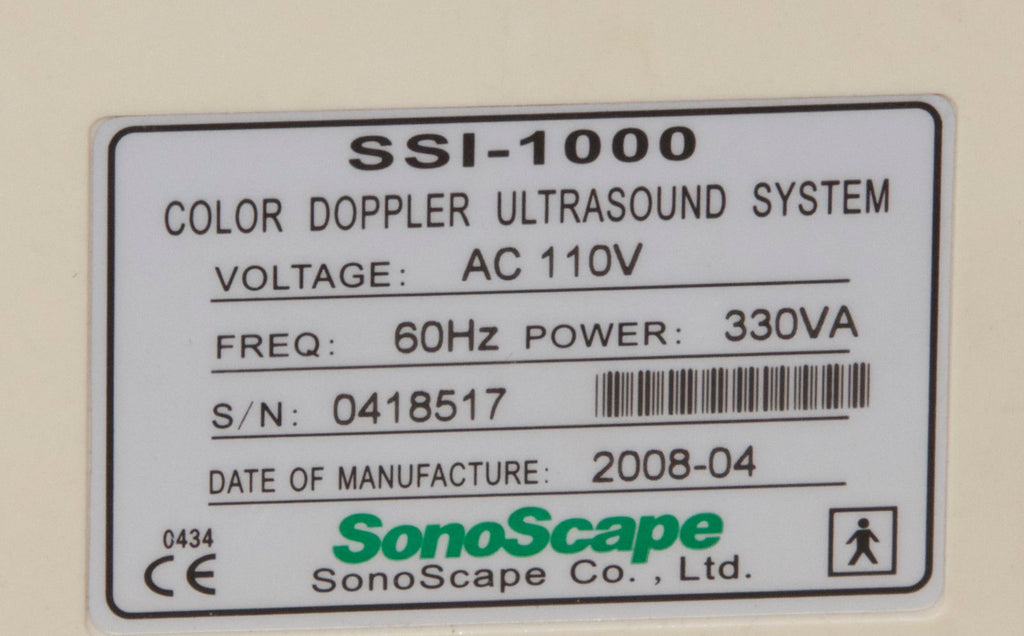 SSI-1000
COLOR DOPPLER ULTRASOUND SYSTEM
VOLTAGE: AC 110V
FREQ: 60Hz POWER: 330VA
S/N: 0418517
DATE OF MANUFACTURE: 2008-04
0434
CE
SonoScape
SonoScape Co. , Ltd.